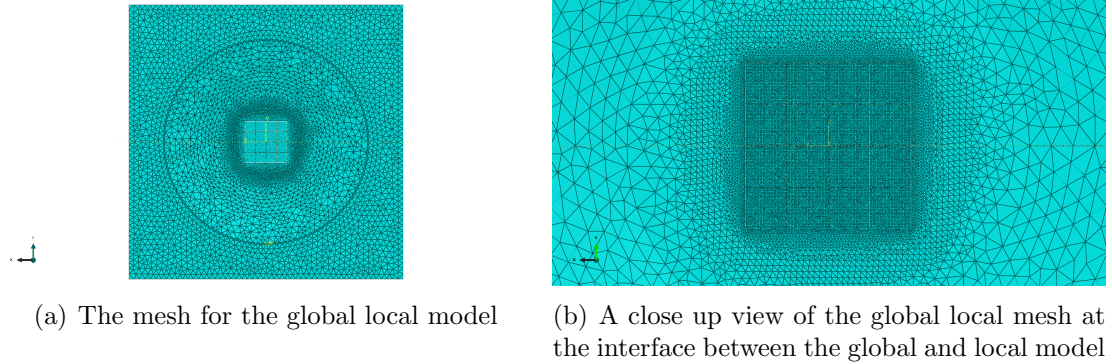 (a) The mesh for the global local model
(b) A close up view of the global local mesh at
the interface between the global and local model